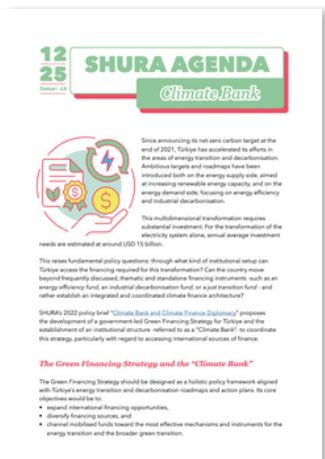 12
25
SHURA AGENDA
Climate Bank
Since announcing its net zero carbon target at the
end of 2021, Türkiye has accelerated its efforts in
the areas of energy transition and decarbonisation.
Ambitious targets and roadmaps have been
introduced both on the energy supply side, aimed
at increasing renewable energy capacity, and on the
energy demand side, focusing on energy efficiency
and industrial decarbonisation.
This multidimensional transformation requires
substantial investment. For the transformation of the
electricity system alone, annual average investment
needs are estimated at around USD 15 billion.
This raises fundamental policy questions: through what kind of institutional setup can
Türkiye access the financing required for this transformation? Can the country move
beyond frequently discussed; thematic and standalone financing instruments -such as an
energy efficiency fund, an industrial decarbonisation fund, or a just transition fund- and
rather establish an integrated and coordinated climate finance architecture?
SHURA's 2022 policy brief "Climate Bank and Climate Finance Diplomacy" proposes
the development of a government-led Green Financing Strategy for Türkiye and the
establishment of an institutional structure -referred to as a "Climate Bank"- to coordinate
this strategy, particularly with regard to accessing international sources of finance.
The Green Financing Strategy and the "Climate Bank"
The Green Financing Strategy should be designed as a holistic policy framework aligned
with Türkiye's energy transition and decarbonisation roadmaps and action plans. Its core
objectives would be to:
• expand international financing opportunities,
• diversify financing sources, and
• channel mobilised funds toward the most effective mechanisms and instruments for the
energy transition and the broader green transition.